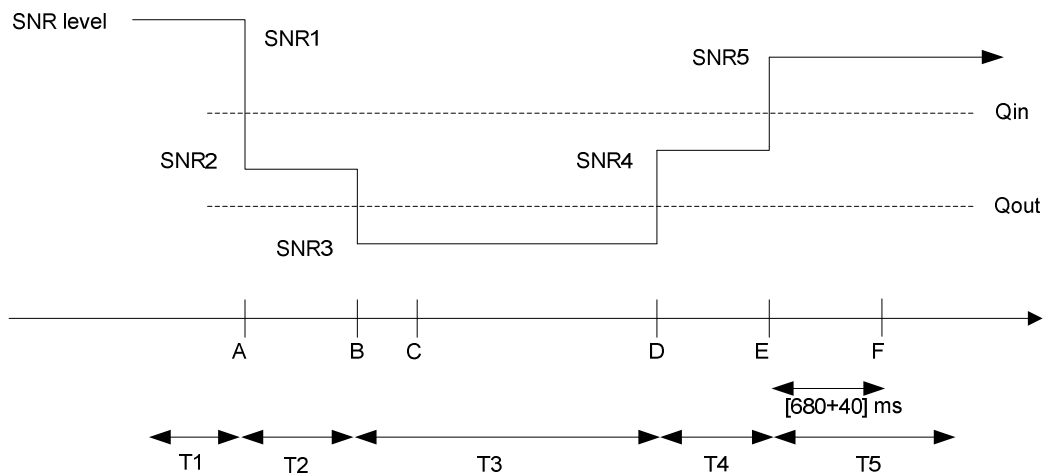 SNR level
SNR1
SNR5
Qin
SNR2
SNR4
Qout
SNR3
A
B
C
D
E
F
[680+40] ms
T1
T2
T3
T4
T5